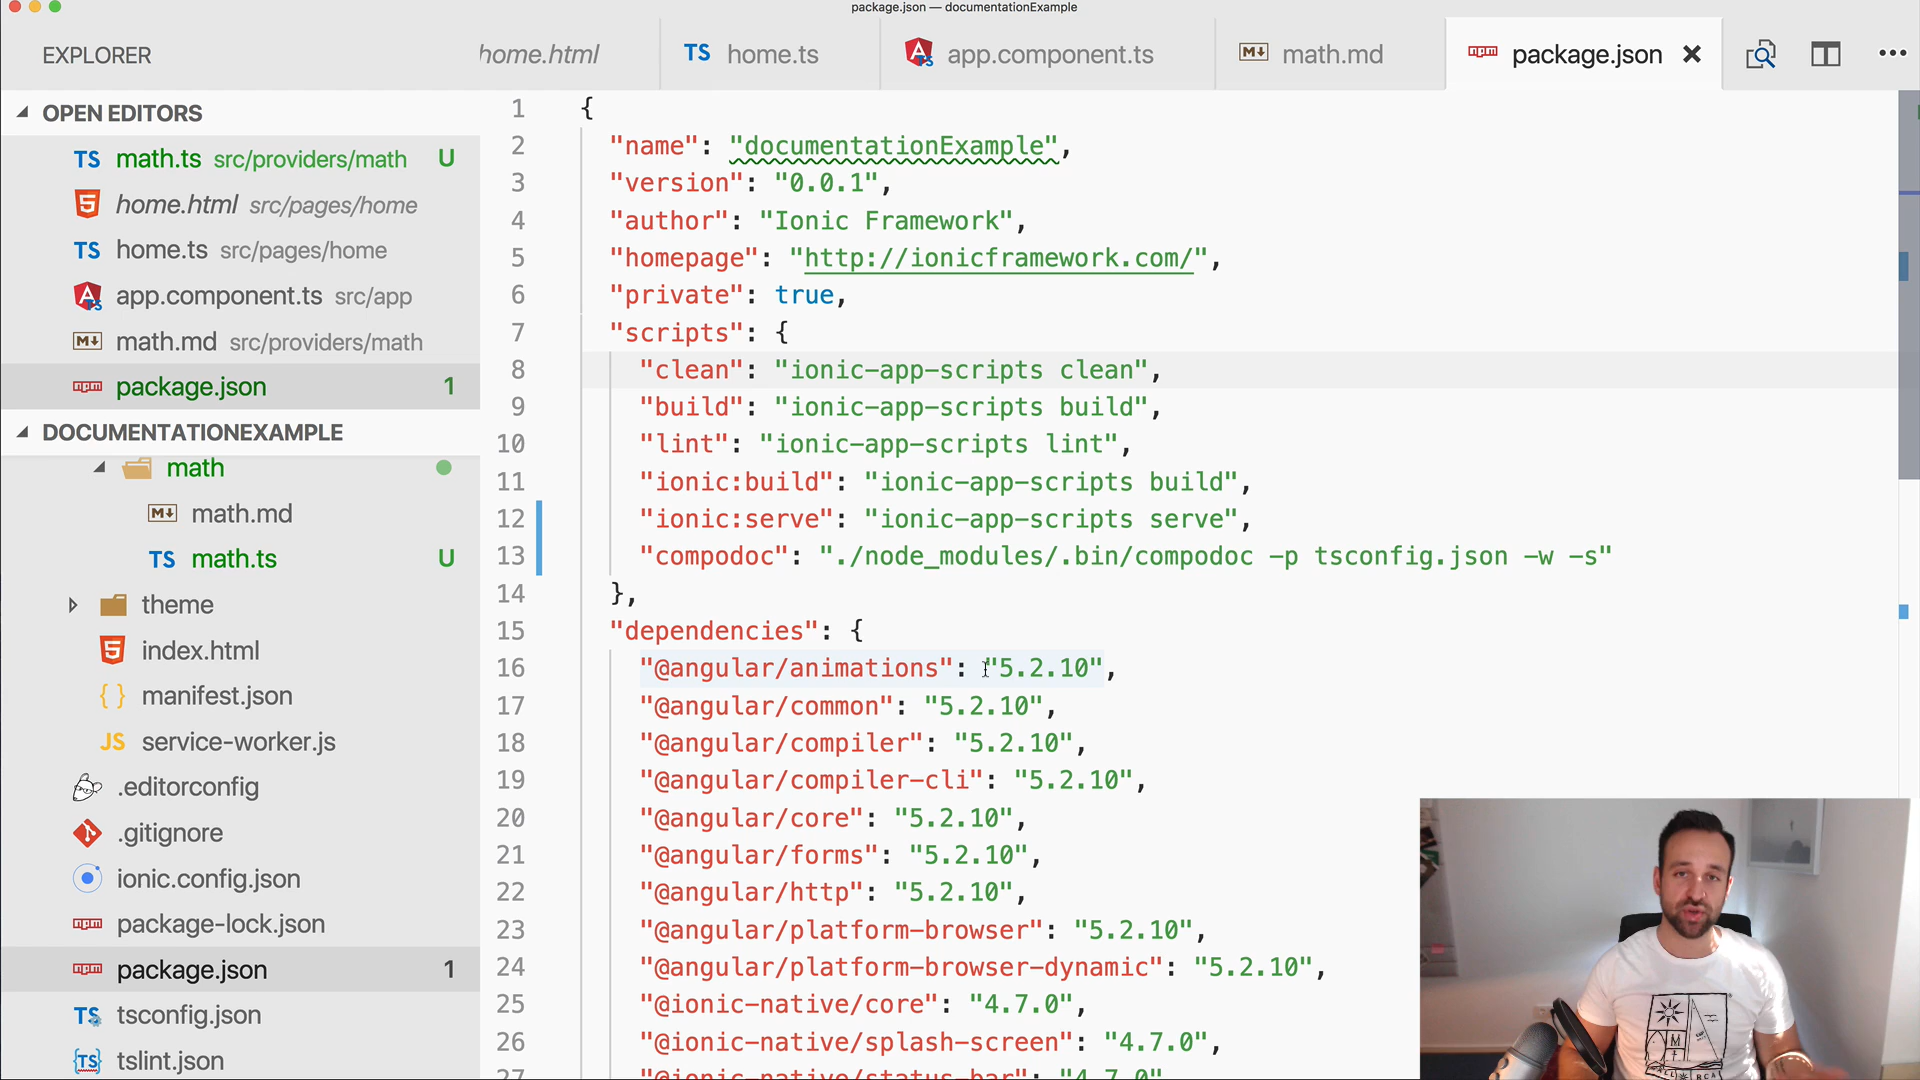 package.json — documentationExample
EXPLORER
home.html
TS home.ts
app.component.ts
math.md
package.json
OPEN EDITORS
TS math.ts src/providers/math U
home.html src/pages/home
TS home.ts src/pages/home
app.component.ts src/app
math.md src/providers/math
package.json 1
DOCUMENTATIONEXAMPLE
math
math.md
TS math.ts U
theme
index.html
{ } manifest.json
JS service-worker.js
.editorconfig
.gitignore
ionic.config.json
package-lock.json
package.json 1
TS tsconfig.json
TS tslint.json
1 {
2 "name": "documentationExample",
3 "version": "0.0.1",
4 "author": "Ionic Framework",
5 "homepage": "http://ionicframework.com/",
6 "private": true,
7 "scripts": {
8 "clean": "ionic-app-scripts clean",
9 "build": "ionic-app-scripts build",
10 "lint": "ionic-app-scripts lint",
11 "ionic:build": "ionic-app-scripts build",
12 "ionic:serve": "ionic-app-scripts serve",
13 "compodoc": "./node_modules/.bin/compodoc -p tsconfig.json -w -s"
14 },
15 "dependencies": {
16 "@angular/animations": "5.2.10",
17 "@angular/common": "5.2.10",
18 "@angular/compiler": "5.2.10",
19 "@angular/compiler-cli": "5.2.10",
20 "@angular/core": "5.2.10",
21 "@angular/forms": "5.2.10",
22 "@angular/http": "5.2.10",
23 "@angular/platform-browser": "5.2.10",
24 "@angular/platform-browser-dynamic": "5.2.10",
25 "@ionic-native/core": "4.7.0",
26 "@ionic-native/splash-screen": "4.7.0",
27 "@ionic-native/status-bar": "4.7.0"